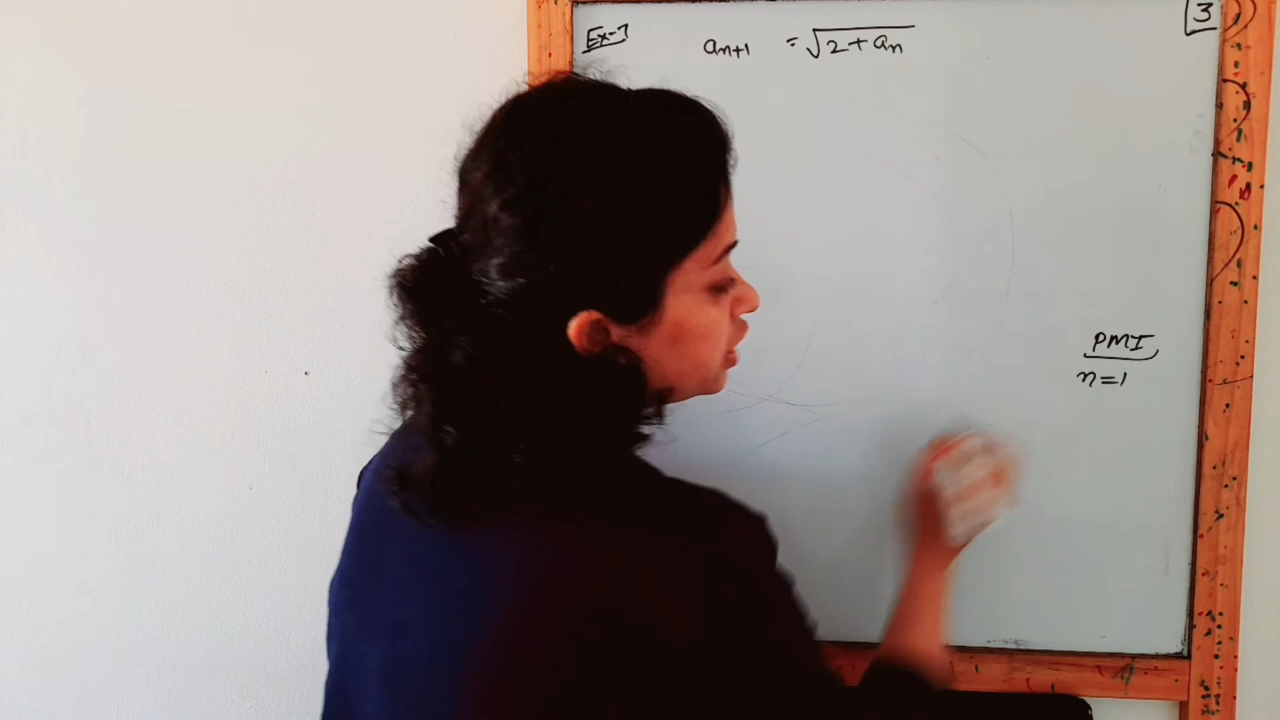 3
Ex-7
aₙ₊₁ = √(2+aₙ)
PMI
n=1